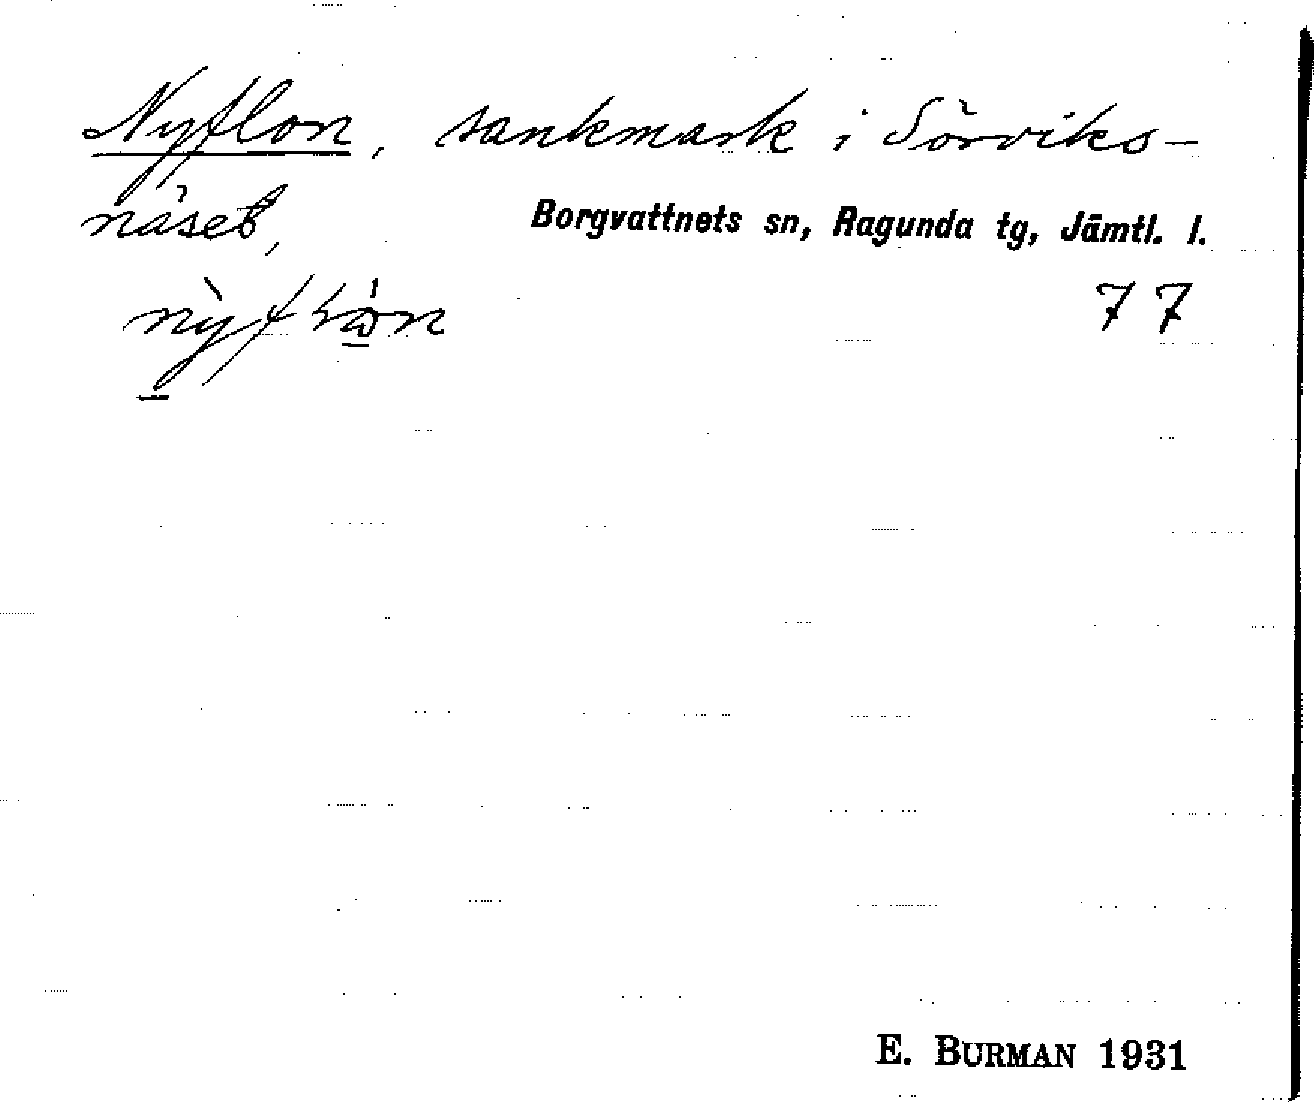 Nyflon, sankmark i Sörviks-
näset,
Borgvattnets sn, Ragunda tg, Jämtl. l.
77
E. BURMAN 1931